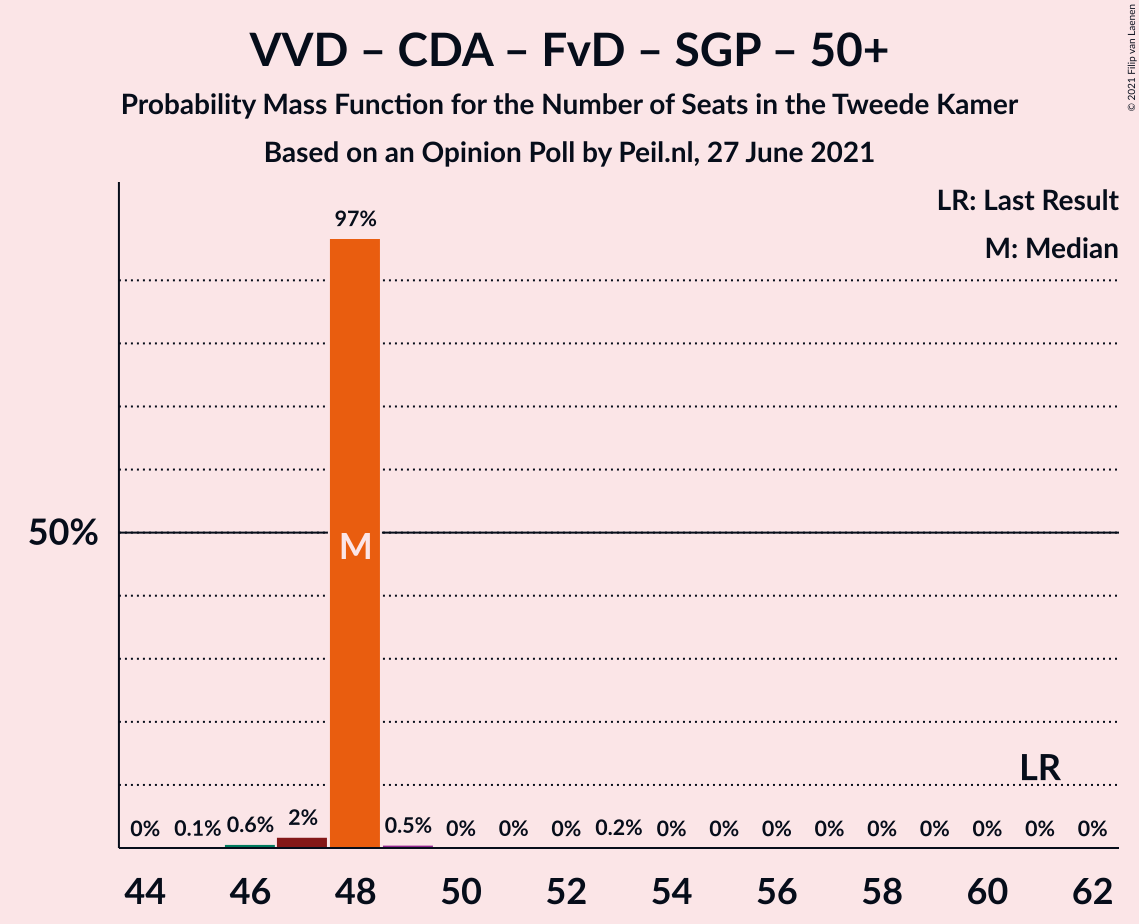 VVD – CDA – FvD – SGP – 50+
Probability Mass Function for the Number of Seats in the Tweede Kamer
Based on an Opinion Poll by Peil.nl, 27 June 2021
© 2021 Filip van Laenen
LR: Last Result
M: Median
97%
50%
M
LR
0% 0.1% 0.6% 2% 0.5% 0% 0% 0% 0.2% 0% 0% 0% 0% 0% 0% 0% 0% 0%
44 46 48 50 52 54 56 58 60 62